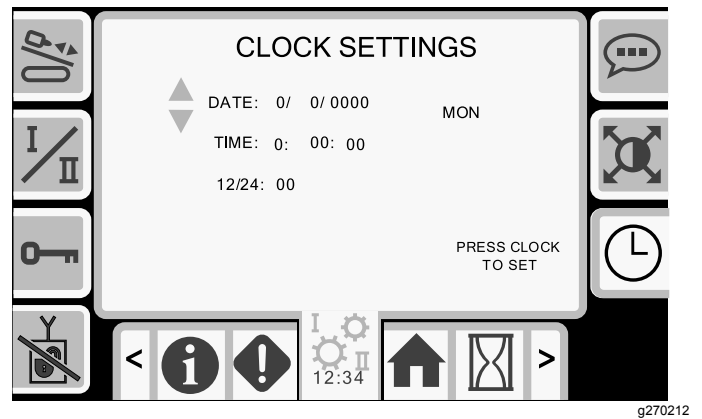 CLOCK SETTINGS
DATE: 0/ 0/ 0000
MON
TIME: 0: 00: 00
12/24: 00
PRESS CLOCK
TO SET
I
II
I
II
12:34
< i ! >
g270212